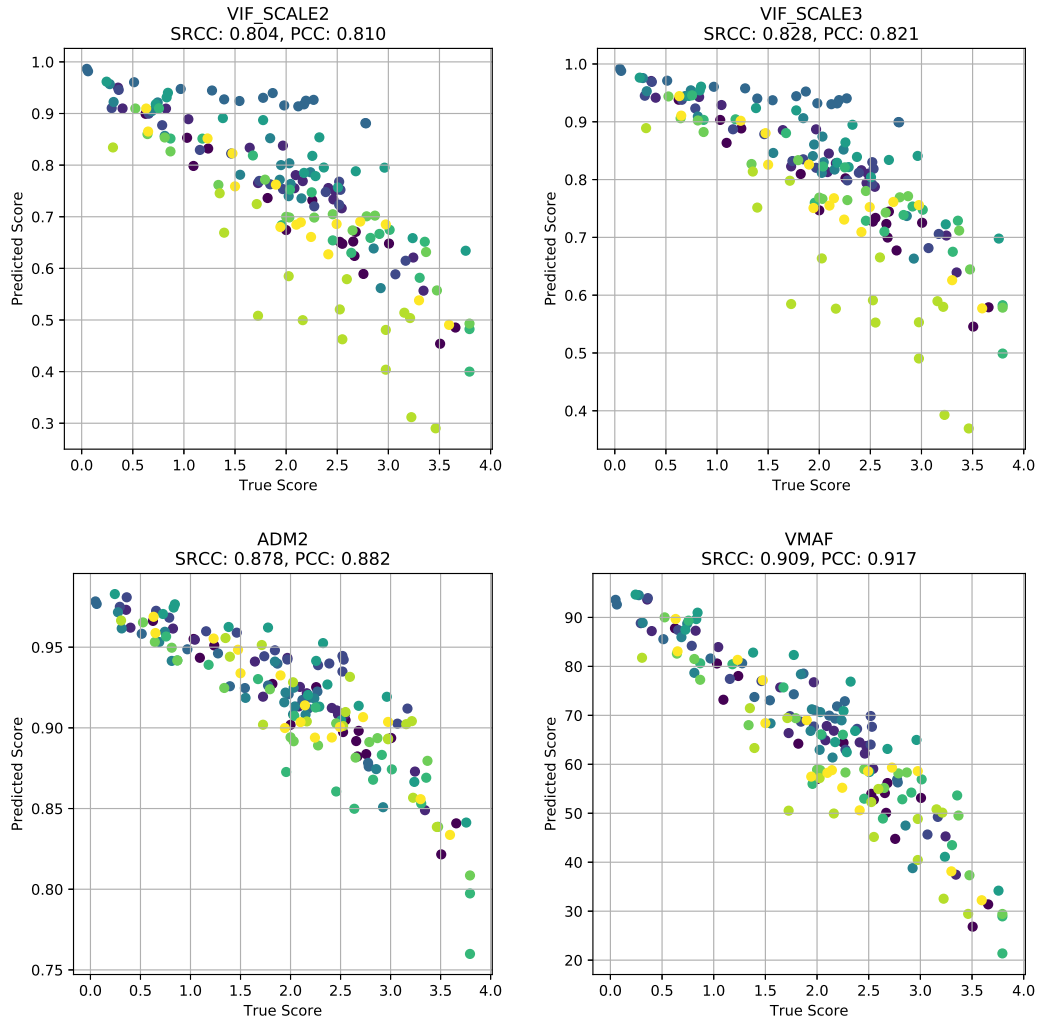 VIF_SCALE2
SRCC: 0.804, PCC: 0.810
1.0
0.9
0.8
0.7
0.6
0.5
0.4
0.3
Predicted Score
0.0 0.5 1.0 1.5 2.0 2.5 3.0 3.5 4.0
True Score
VIF_SCALE3
SRCC: 0.828, PCC: 0.821
1.0
0.9
0.8
0.7
0.6
0.5
0.4
Predicted Score
0.0 0.5 1.0 1.5 2.0 2.5 3.0 3.5 4.0
True Score
ADM2
SRCC: 0.878, PCC: 0.882
0.95
0.90
0.85
0.80
0.75
Predicted Score
0.0 0.5 1.0 1.5 2.0 2.5 3.0 3.5 4.0
True Score
VMAF
SRCC: 0.909, PCC: 0.917
90
80
70
60
50
40
30
20
Predicted Score
0.0 0.5 1.0 1.5 2.0 2.5 3.0 3.5 4.0
True Score